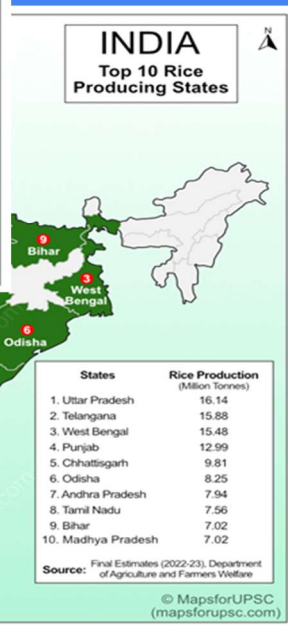 INDIA
Top 10 Rice
Producing States
N
9
Bihar
3
West
Bengal
6
Odisha
States Rice Production
(Million Tonnes)
1. Uttar Pradesh 16.14
2. Telangana 15.88
3. West Bengal 15.48
4. Punjab 12.99
5. Chhattisgarh 9.81
6. Odisha 8.25
7. Andhra Pradesh 7.94
8. Tamil Nadu 7.56
9. Bihar 7.02
10. Madhya Pradesh 7.02
Source: Final Estimates (2022-23), Department
of Agriculture and Farmers Welfare
© MapsforUPSC
(mapsforupsc.com)